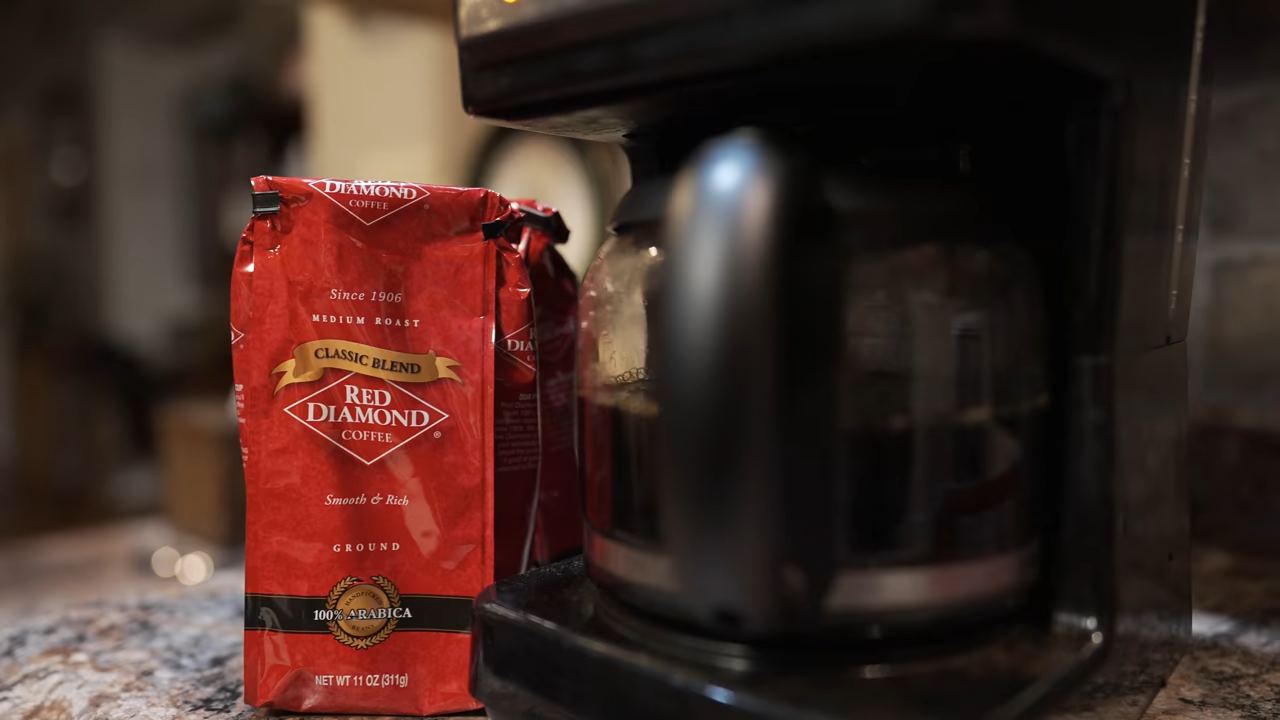 DIAMOND
COFFEE
Since 1906
MEDIUM ROAST
CLASSIC BLEND
RED
DIAMOND
COFFEE
®
Smooth & Rich
GROUND
100% ARABICA
NET WT 11 OZ (311g)